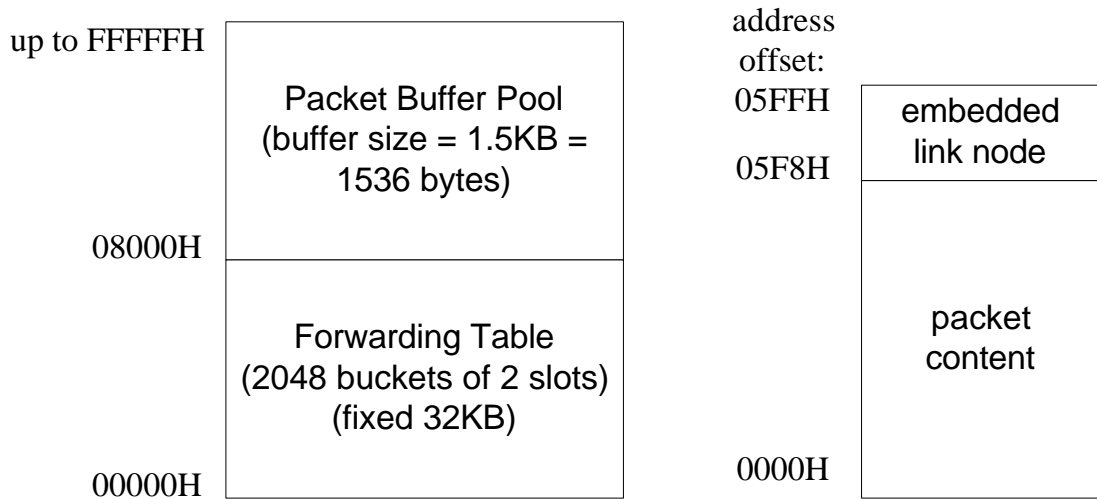 up to FFFFFH
Packet Buffer Pool
(buffer size = 1.5KB =
1536 bytes)
08000H
Forwarding Table
(2048 buckets of 2 slots)
(fixed 32KB)
00000H
address
offset:
05FFH
embedded
link node
05F8H
packet
content
0000H